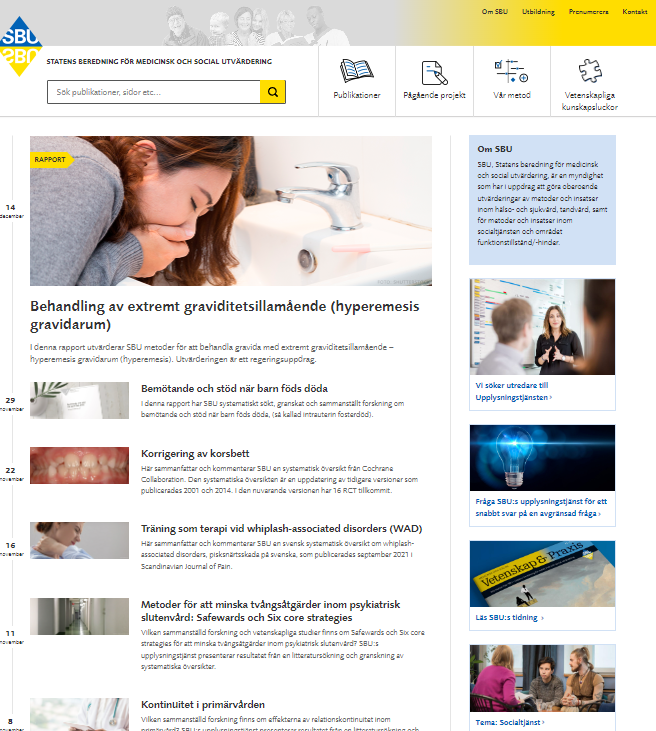 Om SBU
Utbildning
Prenumerera
Kontakt
SBU
STATENS BEREDNING FÖR MEDICINSK OCH SOCIAL UTVÄRDERING
Sök publikationer, sidor etc...
Publikationer
Pågående projekt
Vår metod
Vetenskapliga
kunskapsluckor
RAPPORT
14
december
Behandling av extremt graviditetsillamående (hyperemesis
gravidarum)
I denna rapport utvärderar SBU metoder för att behandla gravida med extremt graviditetsillamående –
hyperemesis gravidarum (hyperemesis). Utvärderingen är ett regeringsuppdrag.
29
november
Bemötande och stöd när barn föds döda
I denna rapport har SBU systematiskt sökt, granskat och sammanställt forskning om
bemötande och stöd när barn föds döda, (så kallad intrauterin fosterdöd).
22
november
Korrigering av korsbett
Här sammanfattar och kommenterar SBU en systematisk översikt från Cochrane
Collaboration. Den systematiska översikten är en uppdatering av tidigare versioner som
publicerades 2001 och 2014. I den nuvarande versionen har 16 RCT tillkommit.
16
november
Träning som terapi vid whiplash-associated disorders (WAD)
Här sammanfattar och kommenterar SBU en svensk systematisk översikt om whiplash-
associated disorders, pisksnärtsskada på svenska, som publicerades september 2021 i
Scandinavian Journal of Pain.
11
november
Metoder för att minska tvångsåtgärder inom psykiatrisk
slutenvård: Safewards och Six core strategies
Vilken sammanställd forskning och vetenskapliga studier finns om Safewards och Six core
strategies för att minska tvångsåtgärder inom psykiatrisk slutenvård? SBU:s
upplysningstjänst presenterar resultatet från en litteratursökning och granskning av
systematiska översikter.
8
november
Kontinuitet i primärvården
Vilken sammanställd forskning finns om effekterna av relationskontinuitet inom
primärvård? SBU:s upplysningstjänst presenterar resultatet från en litteratursökning och
Om SBU
SBU, Statens beredning för medicinsk
och social utvärdering, är en myndighet
som har i uppdrag att göra oberoende
utvärderingar av metoder och insatser
inom hälso- och sjukvård, tandvård, samt
för metoder och insatser inom
socialtjänsten och området
funktionstillstånd/-hinder.
Vi söker utredare till
Upplysningstjänsten ›
Fråga SBU:s upplysningstjänst för ett
snabbt svar på en avgränsad fråga ›
Vetenskap & Praxis
Läs SBU:s tidning ›
Tema: Socialtjänst ›